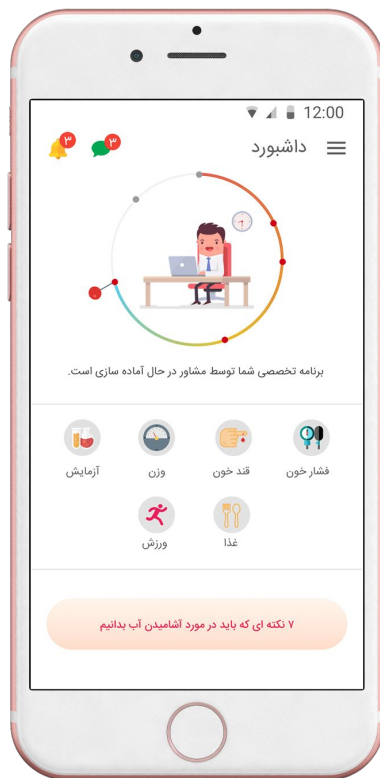 12:00
داشبورد
۳
۳
برنامه تخصصی شما توسط مشاور در حال آماده سازی است.
فشار خون
قند خون
وزن
آزمایش
غذا
ورزش
۷ نکته ای که باید در مورد آشامیدن آب بدانیم